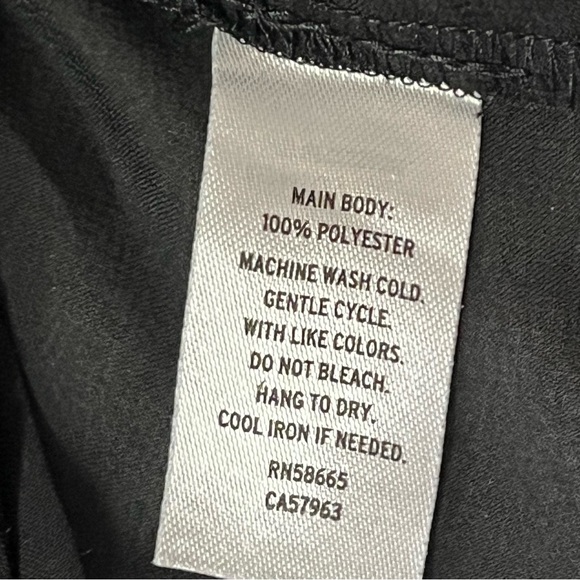 MAIN BODY:
100% POLYESTER
MACHINE WASH COLD.
GENTLE CYCLE.
WITH LIKE COLORS.
DO NOT BLEACH.
HANG TO DRY.
COOL IRON IF NEEDED.
RN58665
CA57963